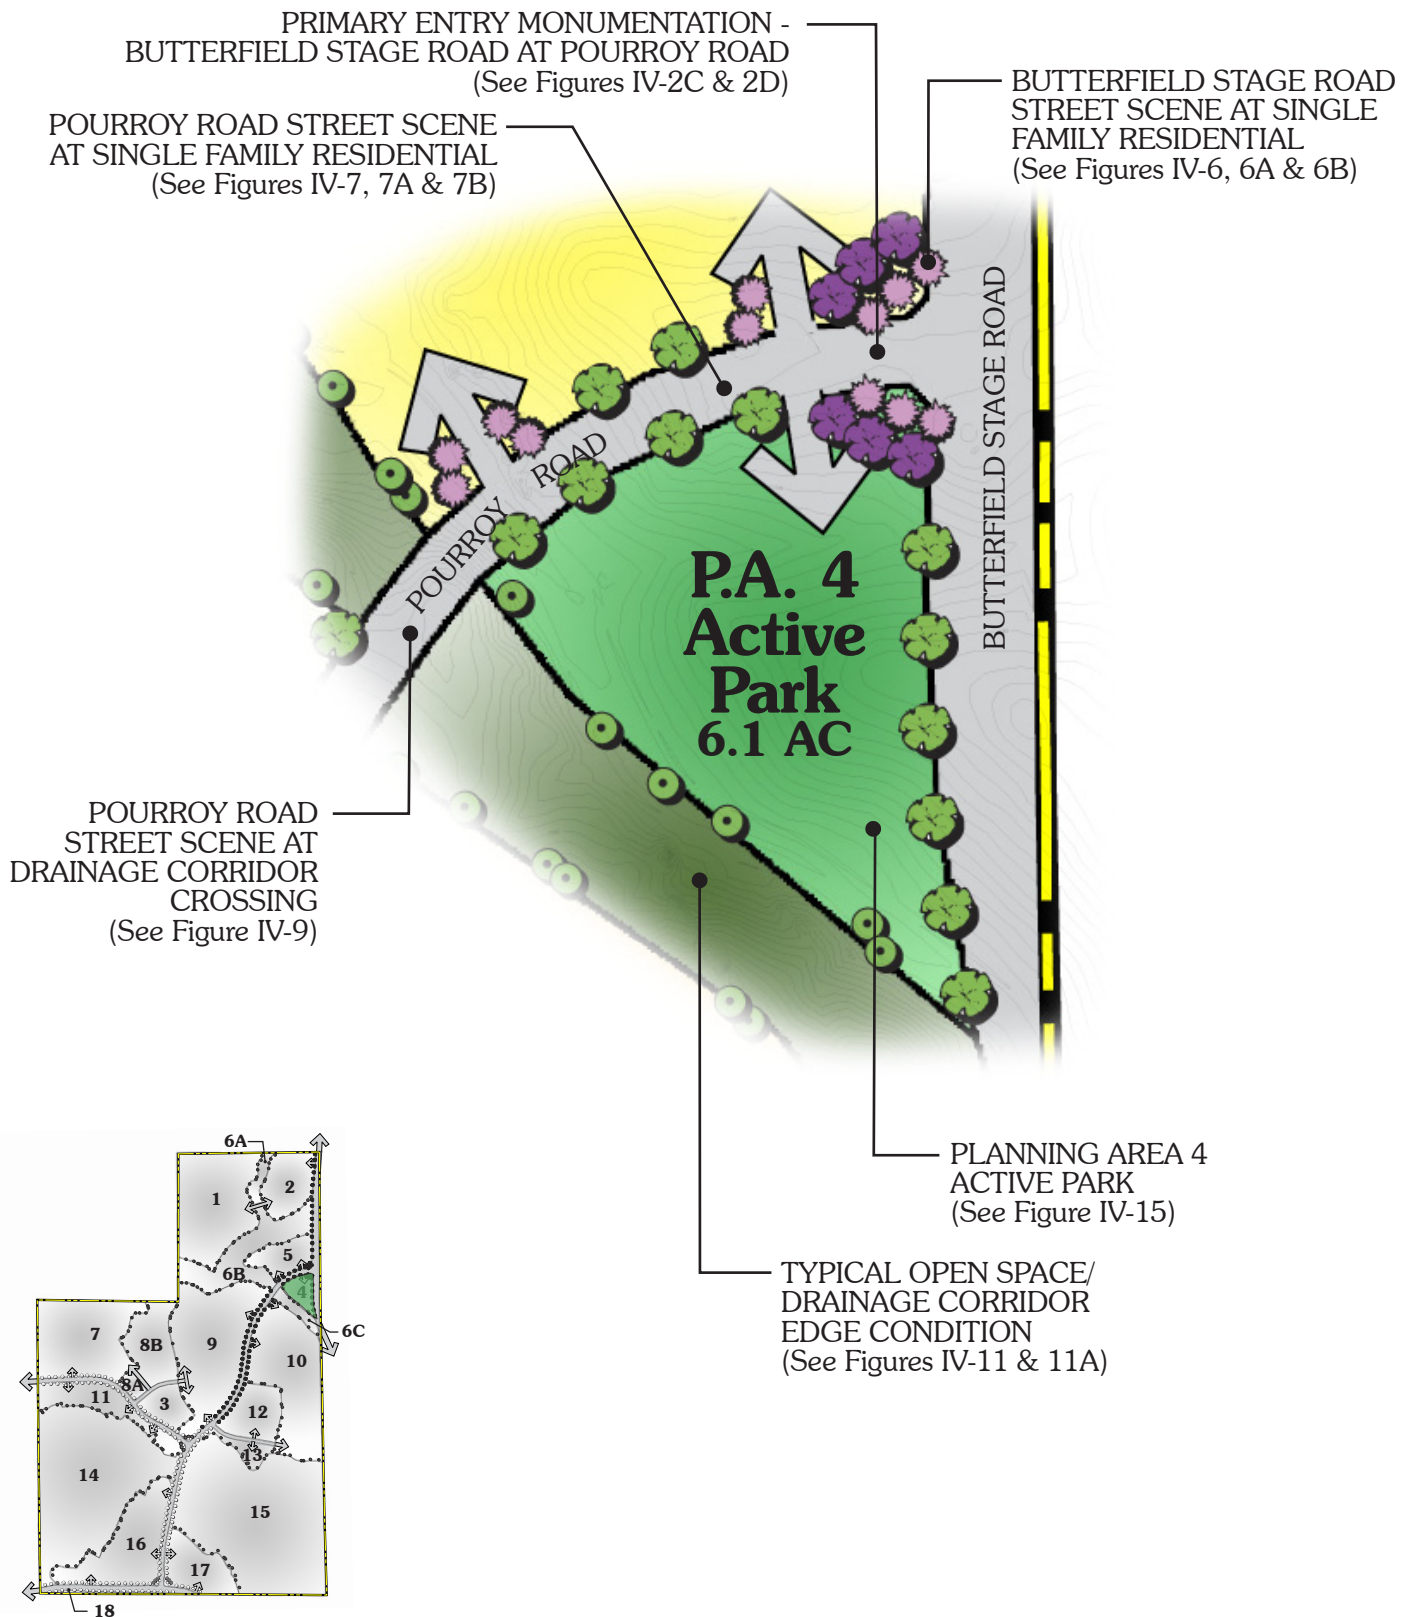 PRIMARY ENTRY MONUMENTATION -
BUTTERFIELD STAGE ROAD AT POURROY ROAD
(See Figures IV-2C & 2D)
BUTTERFIELD STAGE ROAD
STREET SCENE AT SINGLE
FAMILY RESIDENTIAL
(See Figures IV-6, 6A & 6B)
POURROY ROAD STREET SCENE
AT SINGLE FAMILY RESIDENTIAL
(See Figures IV-7, 7A & 7B)
BUTTERFIELD STAGE ROAD
POURROY ROAD
P.A. 4
Active
Park
6.1 AC
POURROY ROAD
STREET SCENE AT
DRAINAGE CORRIDOR
CROSSING
(See Figure IV-9)
PLANNING AREA 4
ACTIVE PARK
(See Figure IV-15)
TYPICAL OPEN SPACE/
DRAINAGE CORRIDOR
EDGE CONDITION
(See Figures IV-11 & 11A)
6A
1
2
5
6B
4
6C
7
8B
9
10
8A
11
3
12
13
14
15
16
17
18